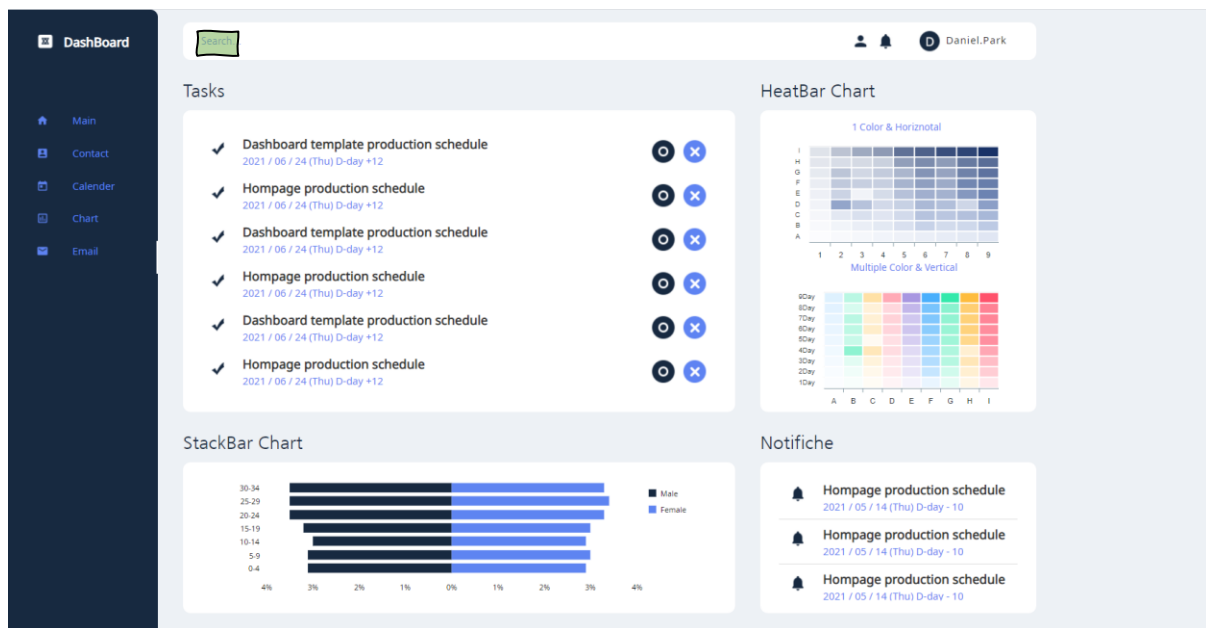 DashBoard
Search...
Daniel.Park
Main
Contact
Calender
Chart
Email
Tasks
Dashboard template production schedule
2021 / 06 / 24 (Thu) D-day +12
Hompage production schedule
2021 / 06 / 24 (Thu) D-day +12
Dashboard template production schedule
2021 / 06 / 24 (Thu) D-day +12
Hompage production schedule
2021 / 06 / 24 (Thu) D-day +12
Dashboard template production schedule
2021 / 06 / 24 (Thu) D-day +12
Hompage production schedule
2021 / 06 / 24 (Thu) D-day +12
HeatBar Chart
1 Color & Horiznotal
I
H
G
F
E
D
C
B
A
1 2 3 4 5 6 7 8 9
Multiple Color & Vertical
9Day
8Day
7Day
6Day
5Day
4Day
3Day
2Day
1Day
A B C D E F G H I
StackBar Chart
30-34
25-29
20-24
15-19
10-14
5-9
0-4
4% 3% 2% 1% 0% 1% 2% 3% 4%
Male
Female
Notifiche
Hompage production schedule
2021 / 05 / 14 (Thu) D-day - 10
Hompage production schedule
2021 / 05 / 14 (Thu) D-day - 10
Hompage production schedule
2021 / 05 / 14 (Thu) D-day - 10